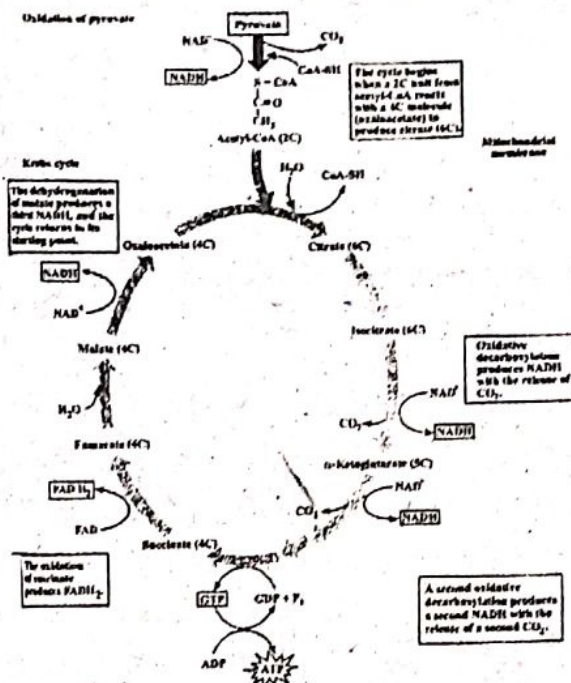 Oxidation of pyruvate
Pyruvate
NAD⁺
CO₂
NADH
CoA-SH
S – CoA
C = O
CH₃
Acetyl-CoA (2C)
The cycle begins
when a 2C unit from
acetyl-CoA reacts
with a 4C molecule
(oxaloacetate) to
produce citrate (6C).
Mitochondrial
membrane
Krebs cycle
The dehydrogenation
of malate produces a
third NADH, and the
cycle returns to its
starting point.
H₂O
CoA-SH
Oxaloacetate (4C)
Citrate (6C)
NADH
NAD⁺
Malate (4C)
Isocitrate (6C)
Oxidative
decarboxylation
produces NADH
with the release of
CO₂.
H₂O
NAD⁺
CO₂
NADH
Fumarate (4C)
α-Ketoglutarate (5C)
FADH₂
FAD
CO₂
NAD⁺
NADH
Succinate (4C)
The oxidation
of succinate
produces FADH₂.
GTP
GDP + Pᵢ
ADP
ATP
A second oxidative
decarboxylation produces
a second NADH with the
release of a second CO₂.